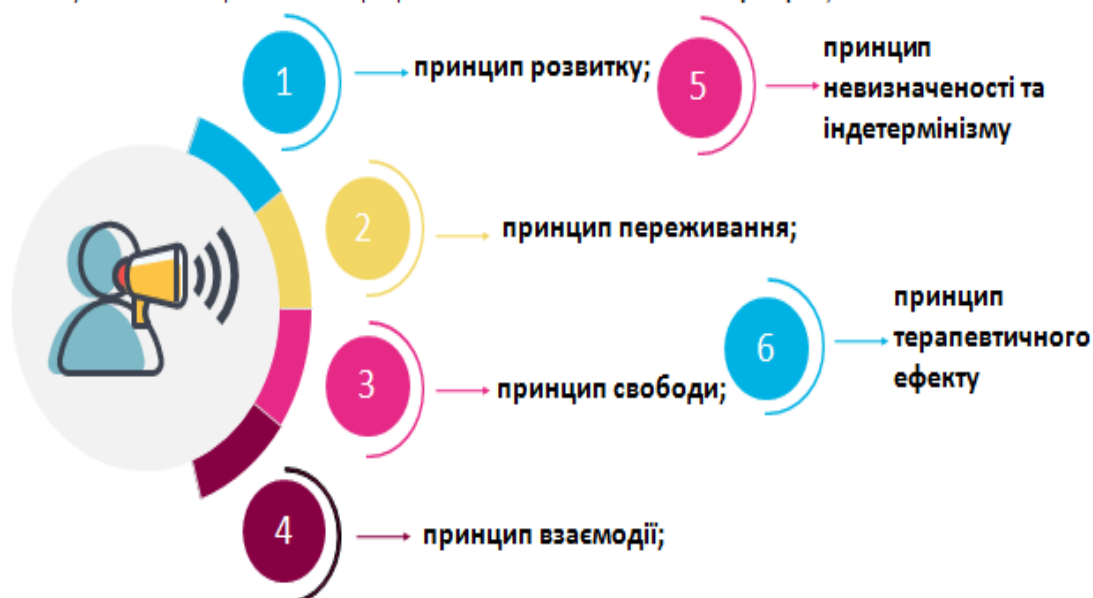 1
принцип розвитку;
2
принцип переживання;
3
принцип свободи;
4
принцип взаємодії;
5
принцип
невизначеності та
індетермінізму
6
принцип
терапевтичного
ефекту